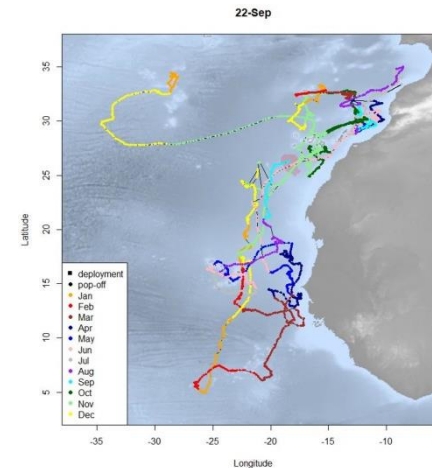 22-Sep
35
30
25
20
15
10
5
Latitude
deployment
pop-off
Jan
Feb
Mar
Apr
May
Jun
Jul
Aug
Sep
Oct
Nov
Dec
-35 -30 -25 -20 -15 -10
Longitude